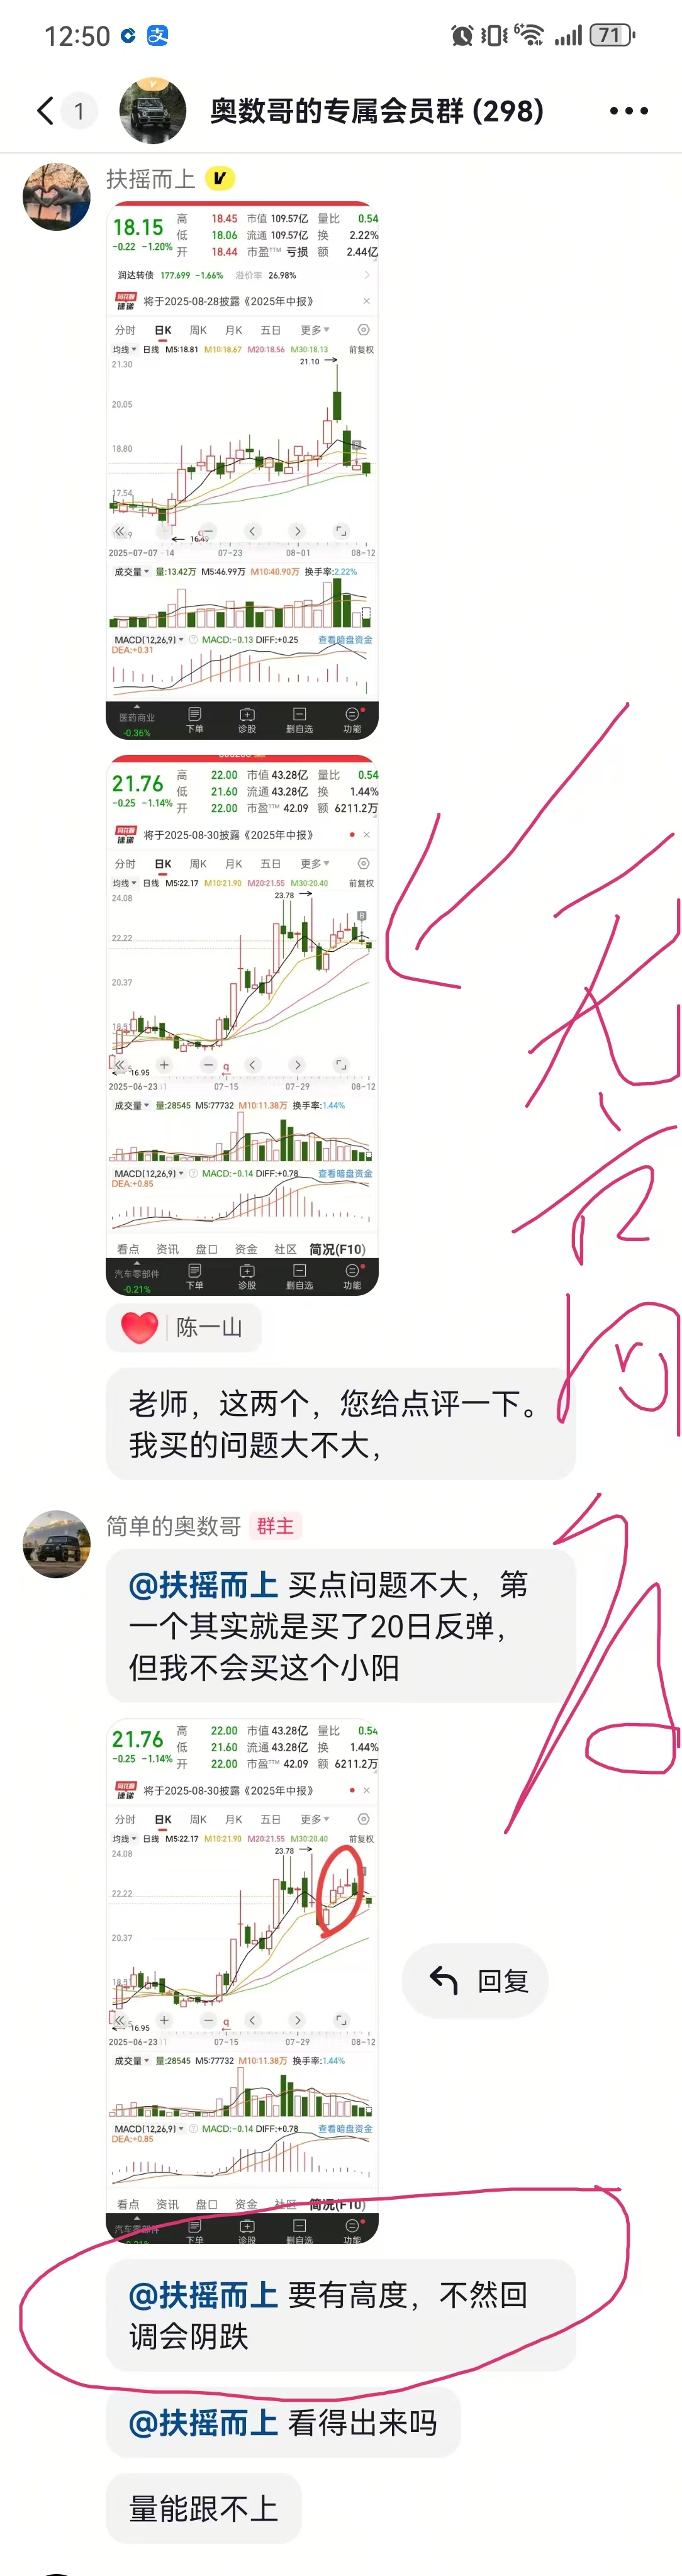 12:50
71
1
奥数哥的专属会员群 (298)
扶摇而上
18.15
-0.22 -1.20%
高 18.45 市值 109.57亿 量比 0.54
低 18.06 流通 109.57亿 换 2.22%
开 18.44 市盈TTM 亏损 额 2.44亿
润达转债 177.699 -1.66% 溢价率 26.98%
将于2025-08-28披露《2025年中报》
分时 日K 周K 月K 五日 更多
均线 日线 M5:18.81 M10:18.67 M20:18.56 M30:18.13 前复权
21.30
21.10
20.05
18.80
17.54
2025-07-07 -14 07-23 08-01 08-12
成交量 量:13.42万 M5:46.99万 M10:40.90万 换手率:2.22%
MACD(12,26,9) MACD:-0.13 DIFF:+0.25 查看暗盘资金
DEA:+0.31
医药商业 下单 诊股 删自选 功能
-0.36%
21.76
-0.25 -1.14%
高 22.00 市值 43.28亿 量比 0.54
低 21.60 流通 43.28亿 换 1.44%
开 22.00 市盈TTM 42.09 额 6211.2万
将于2025-08-30披露《2025年中报》
分时 日K 周K 月K 五日 更多
均线 日线 M5:22.17 M10:21.90 M20:21.55 M30:20.40 前复权
24.08
23.78
B
22.22
20.37
16.95
2025-06-23 07-15 07-29 08-12
成交量 量:28545 M5:77732 M10:11.38万 换手率:1.44%
MACD(12,26,9) MACD:-0.14 DIFF:+0.78 查看暗盘资金
DEA:+0.85
看点 资讯 盘口 资金 社区 简况(F10)
汽车零部件 下单 诊股 删自选 功能
-0.21%
陈一山
老师，这两个，您给点评一下。
我买的问题大不大，
简单的奥数哥 群主
@扶摇而上 买点问题不大，第
一个其实就是买了20日反弹，
但我不会买这个小阳
21.76
-0.25 -1.14%
高 22.00 市值 43.28亿 量比 0.54
低 21.60 流通 43.28亿 换 1.44%
开 22.00 市盈TTM 42.09 额 6211.2万
将于2025-08-30披露《2025年中报》
分时 日K 周K 月K 五日 更多
均线 日线 M5:22.17 M10:21.90 M20:21.55 M30:20.40 前复权
24.08
23.78
22.22
20.37
16.95
2025-06-23 07-15 07-29 08-12
回复
成交量 量:28545 M5:77732 M10:11.38万 换手率:1.44%
MACD(12,26,9) MACD:-0.14 DIFF:+0.78 查看暗盘资金
DEA:+0.85
看点 资讯 盘口 资金 社区 简况(F10)
汽车零部件 下单 诊股 删自选 功能
@扶摇而上 要有高度，不然回
调会阴跌
@扶摇而上 看得出来吗
量能跟不上